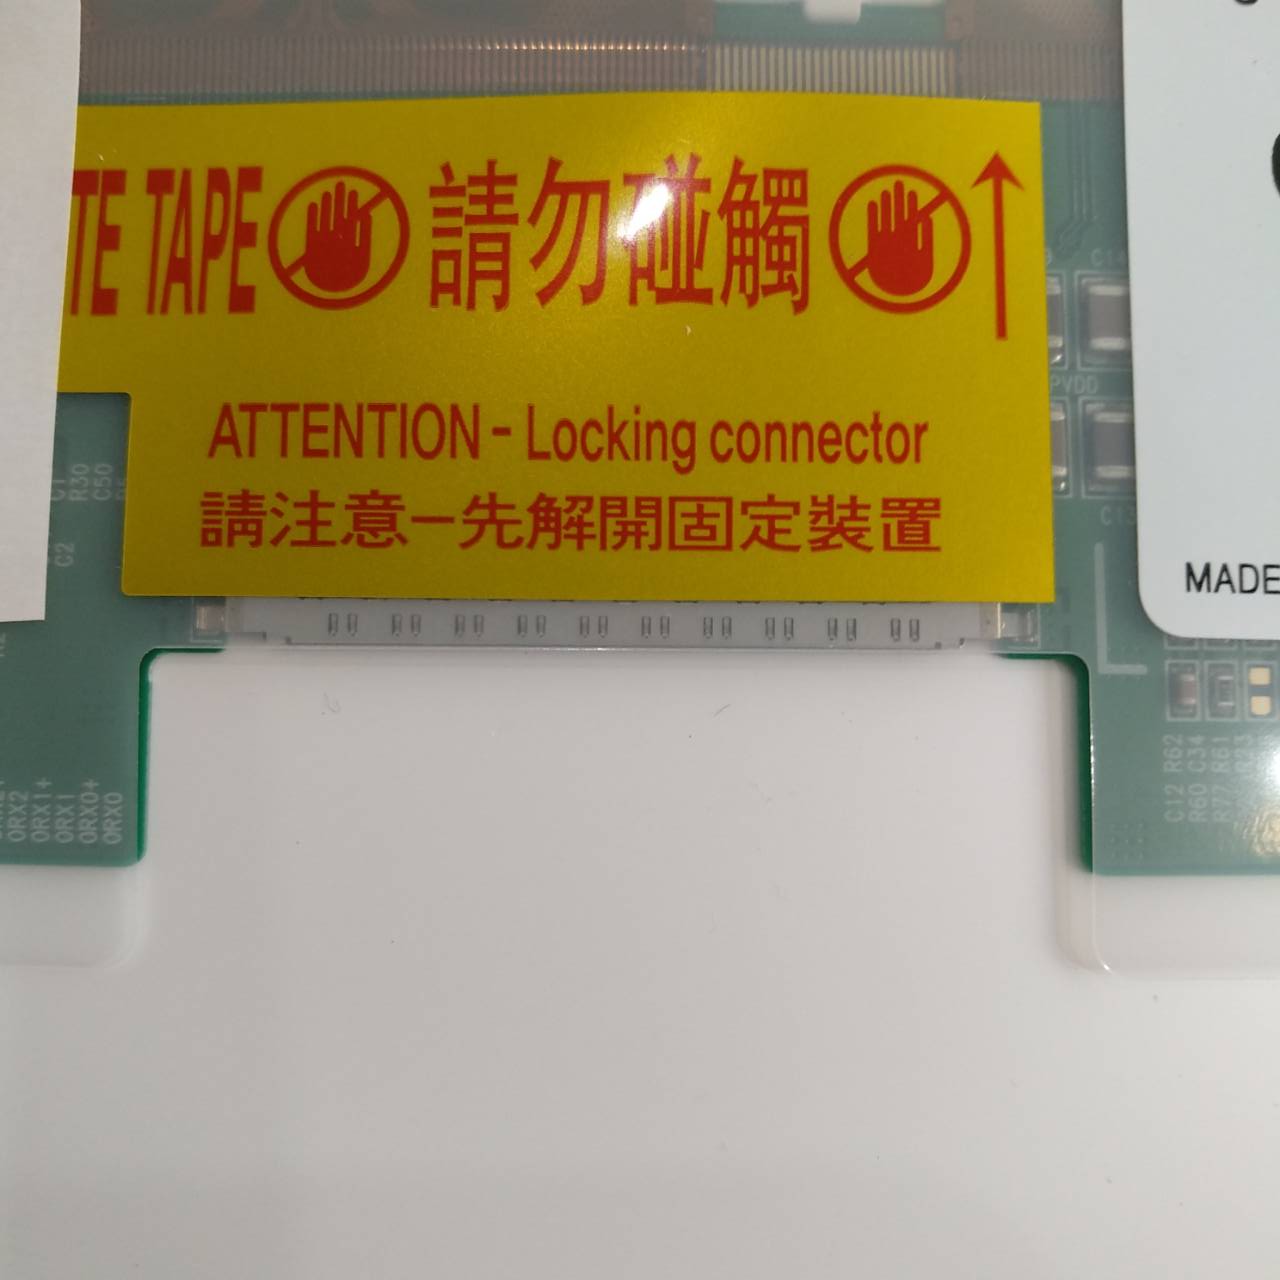 TE TAPE 請勿碰觸
ATTENTION - Locking connector
請注意-先解開固定裝置
PVDD
R30
C50
C2
MADE
ORX2
ORX1+
ORX1
ORX0+
ORX0
C12 R62
R60 C34
R77 R61